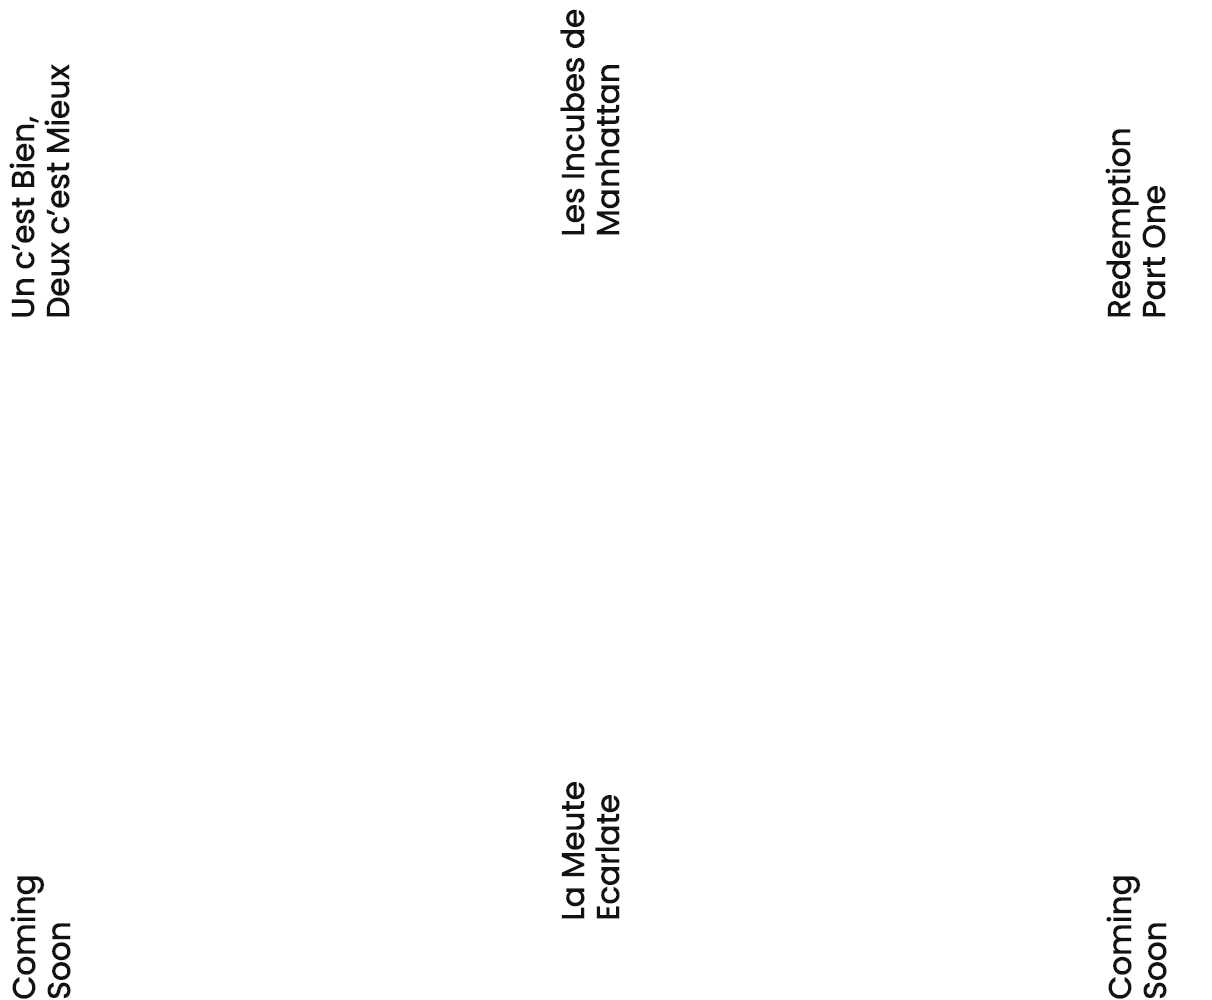 Un c’est Bien,
Deux c’est Mieux
Les Incubes de
Manhattan
Redemption
Part One
Coming
Soon
La Meute
Ecarlate
Coming
Soon